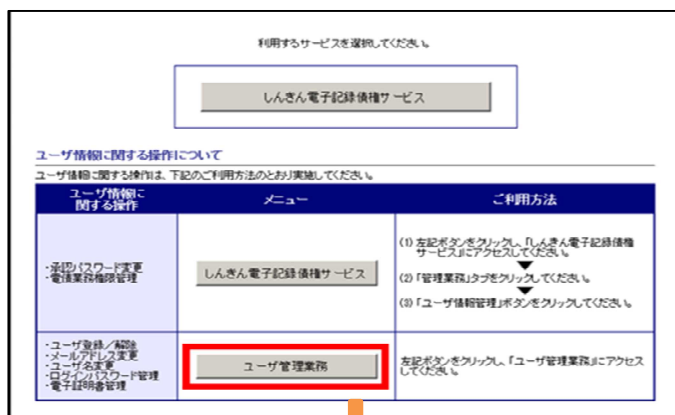 利用するサービスを選択してください。
しんきん電子記録債権サービス
ユーザ情報に関する操作について
ユーザ情報に関する操作は、下記のご利用方法のとおり実施してください。
ユーザ情報に
関する操作
メニュー
ご利用方法
・承認パスワード変更
・電債業務権限管理
しんきん電子記録債権サービス
(1) 左記ボタンをクリックし、「しんきん電子記録債権
サービス」にアクセスしてください。
▼
(2)「管理業務」タブをクリックしてください。
▼
(3)「ユーザ情報管理」ボタンをクリックしてください。
・ユーザ登録／解除
・メールアドレス変更
・ユーザ名変更
・ログインパスワード管理
・電子証明書管理
ユーザ管理業務
左記ボタンをクリックし、「ユーザ管理業務」にアクセス
してください。